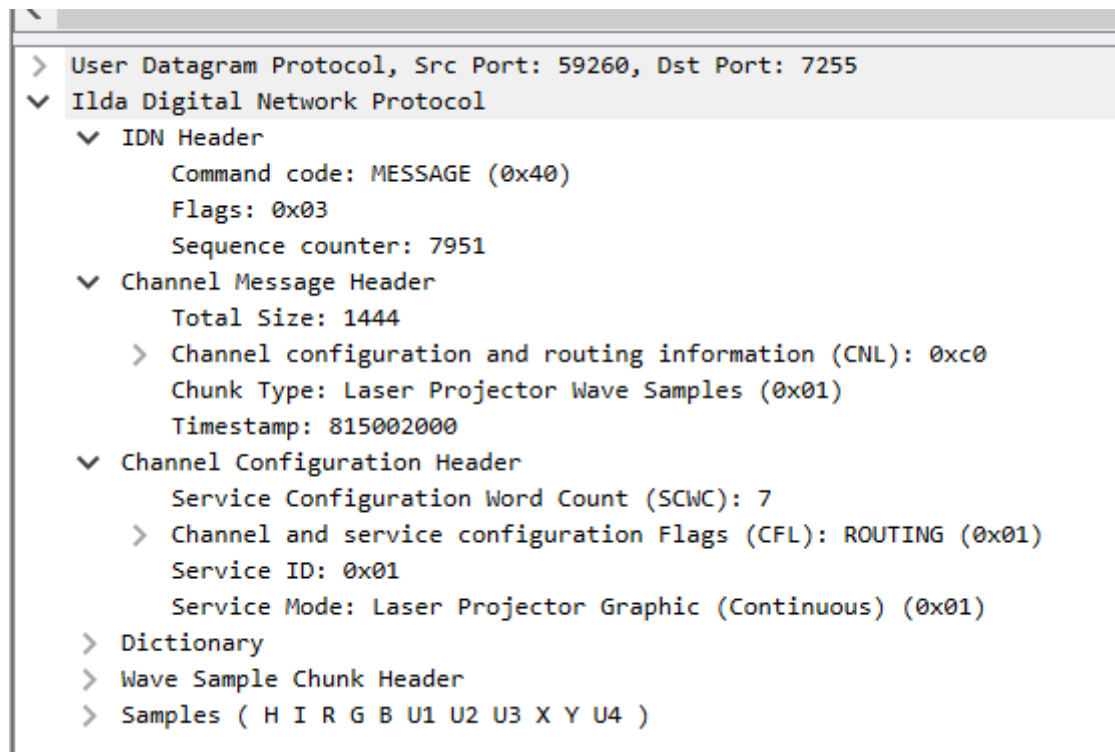 User Datagram Protocol, Src Port: 59260, Dst Port: 7255
Ilda Digital Network Protocol
IDN Header
Command code: MESSAGE (0x40)
Flags: 0x03
Sequence counter: 7951
Channel Message Header
Total Size: 1444
Channel configuration and routing information (CNL): 0xc0
Chunk Type: Laser Projector Wave Samples (0x01)
Timestamp: 815002000
Channel Configuration Header
Service Configuration Word Count (SCWC): 7
Channel and service configuration Flags (CFL): ROUTING (0x01)
Service ID: 0x01
Service Mode: Laser Projector Graphic (Continuous) (0x01)
Dictionary
Wave Sample Chunk Header
Samples ( H I R G B U1 U2 U3 X Y U4 )